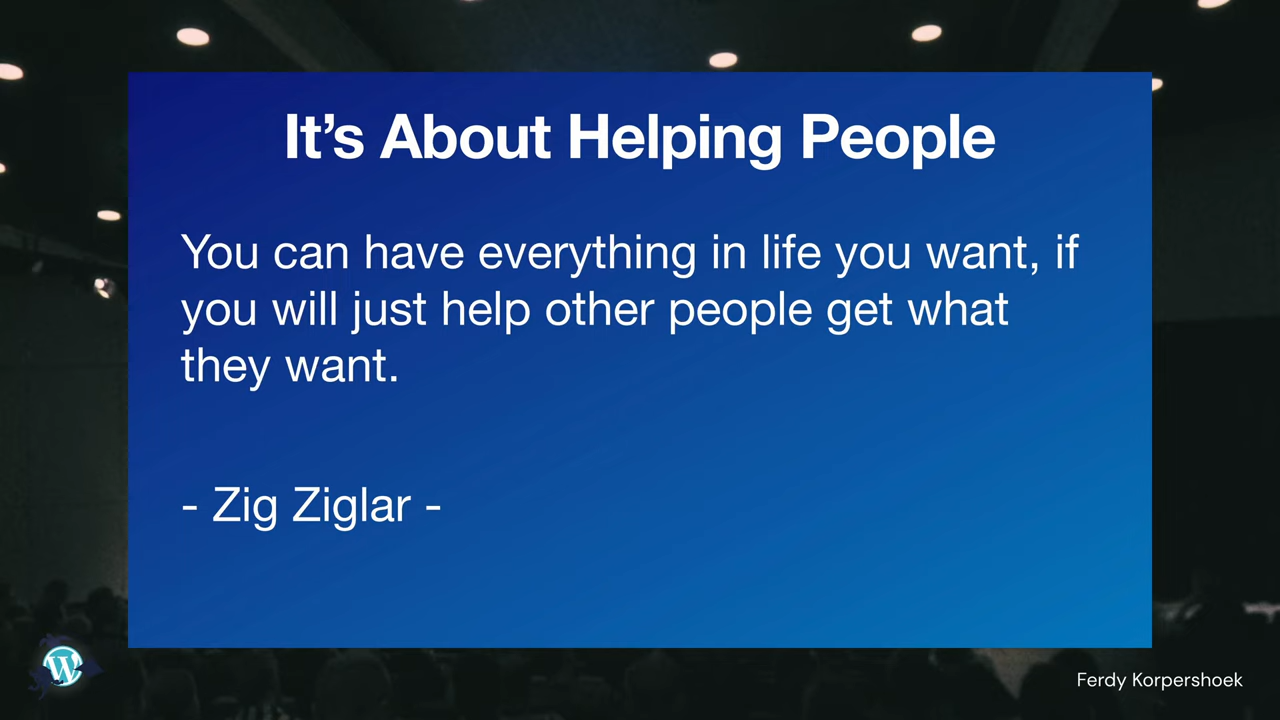 It’s About Helping People
You can have everything in life you want, if
you will just help other people get what
they want.
- Zig Ziglar -
W
Ferdy Korpershoek